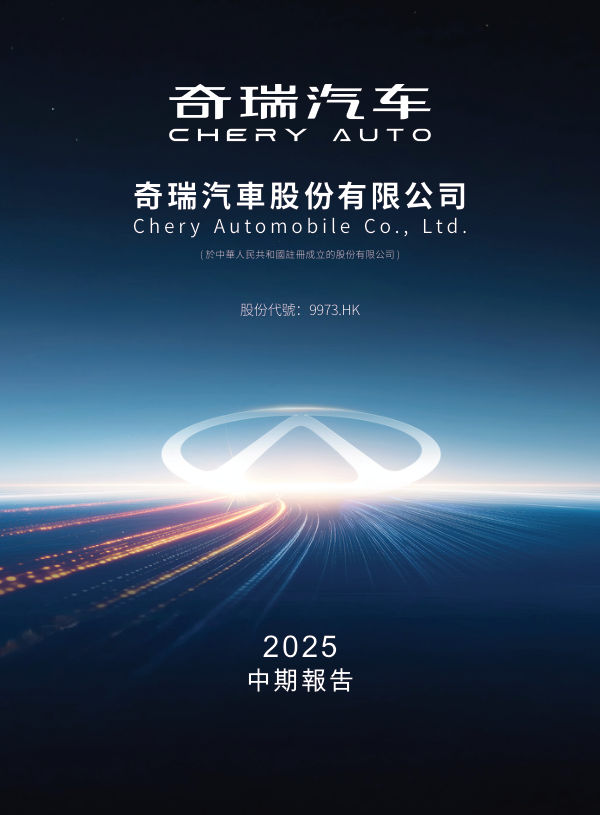 奇瑞汽车
CHERY AUTO
奇瑞汽車股份有限公司
Chery Automobile Co., Ltd.
(於中華人民共和國註冊成立的股份有限公司)
股份代號：9973.HK
2025
中期報告